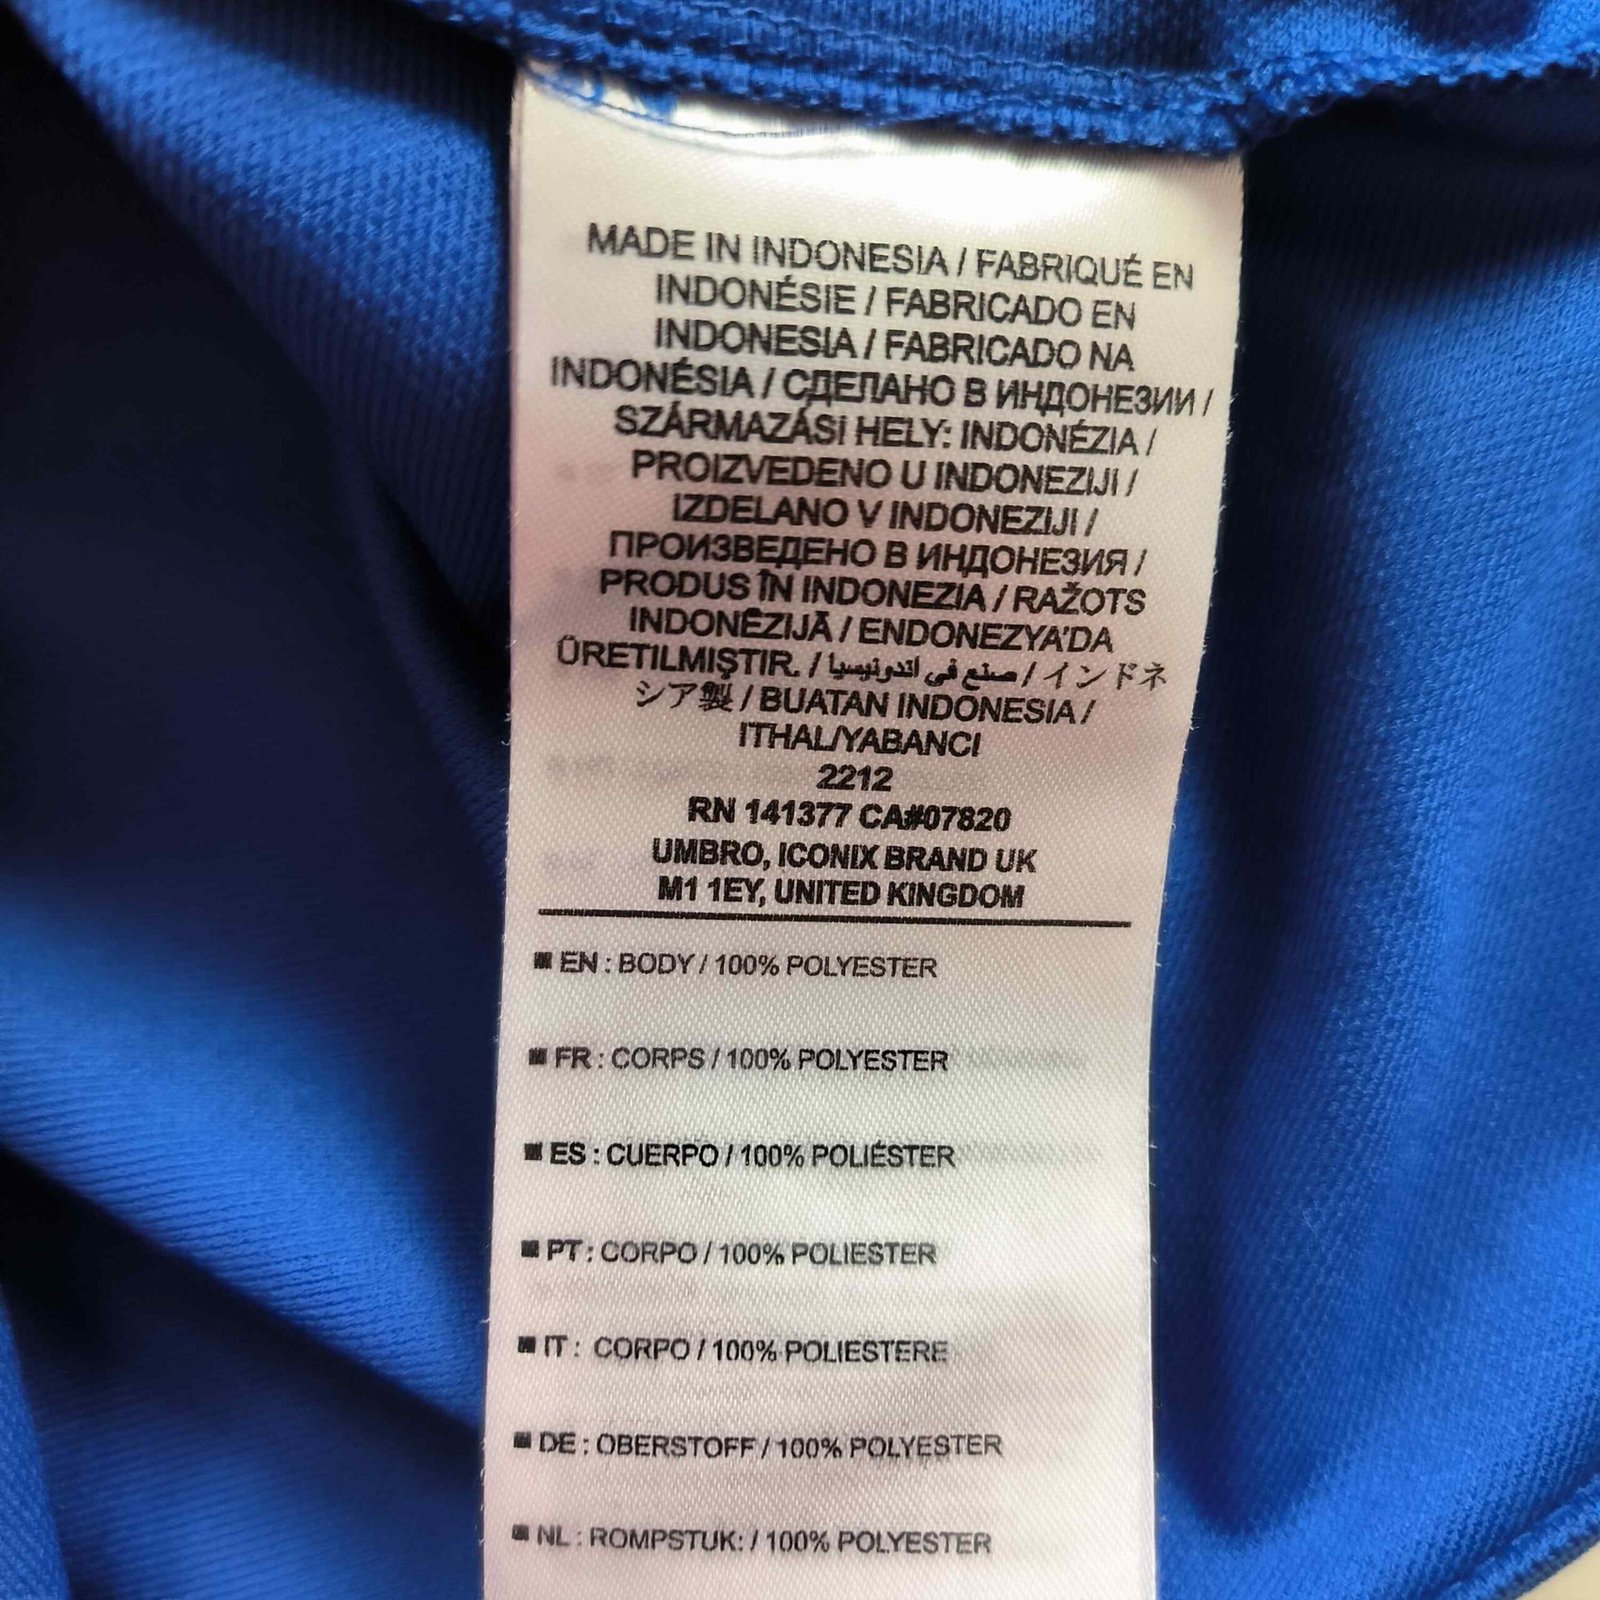 MADE IN INDONESIA / FABRIQUÉ EN
INDONÉSIE / FABRICADO EN
INDONESIA / FABRICADO NA
INDONÉSIA / СДЕЛАНО В ИНДОНЕЗИИ /
SZÁRMAZÁSI HELY: INDONÉZIA /
PROIZVEDENO U INDONEZIJI /
IZDELANO V INDONEZIJI /
ПРОИЗВЕДЕНО В ИНДОНЕЗИЯ /
PRODUS ÎN INDONEZIA / RAŽOTS
INDONĒZIJĀ / ENDONEZYA'DA
ÜRETILMIŞTIR. / صنع في اندونيسيا / インドネ
シア製 / BUATAN INDONESIA /
ITHAL/YABANCI
2212
RN 141377 CA#07820
UMBRO, ICONIX BRAND UK
M1 1EY, UNITED KINGDOM
EN : BODY / 100% POLYESTER
FR : CORPS / 100% POLYESTER
ES : CUERPO / 100% POLIÉSTER
PT : CORPO / 100% POLIESTER
IT : CORPO / 100% POLIESTERE
DE : OBERSTOFF / 100% POLYESTER
NL : ROMPSTUK: / 100% POLYESTER